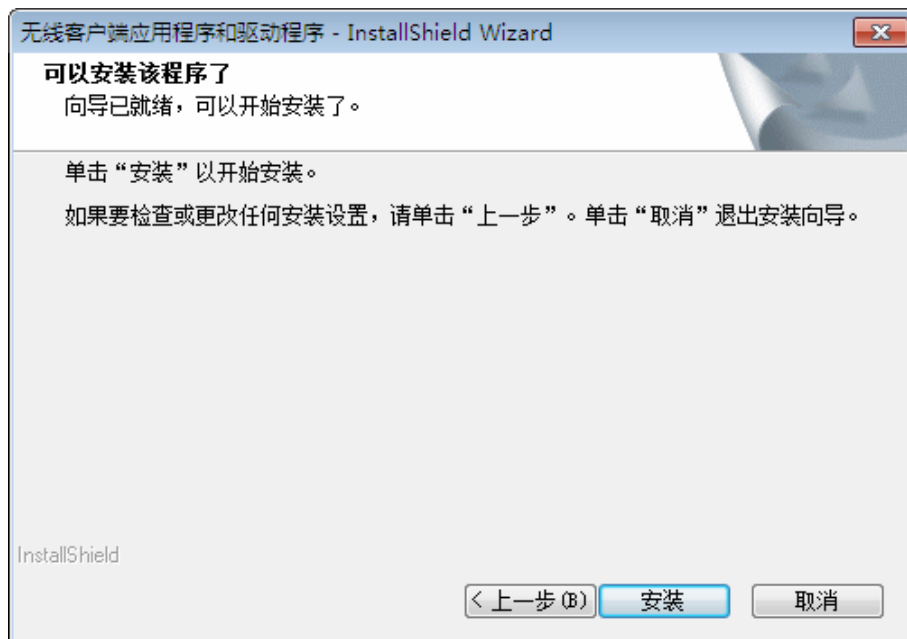 无线客户端应用程序和驱动程序 - InstallShield Wizard
可以安装该程序了
向导已就绪，可以开始安装了。
单击“安装”以开始安装。
如果要检查或更改任何安装设置，请单击“上一步”。单击“取消”退出安装向导。
InstallShield
< 上一步(B)
安装
取消